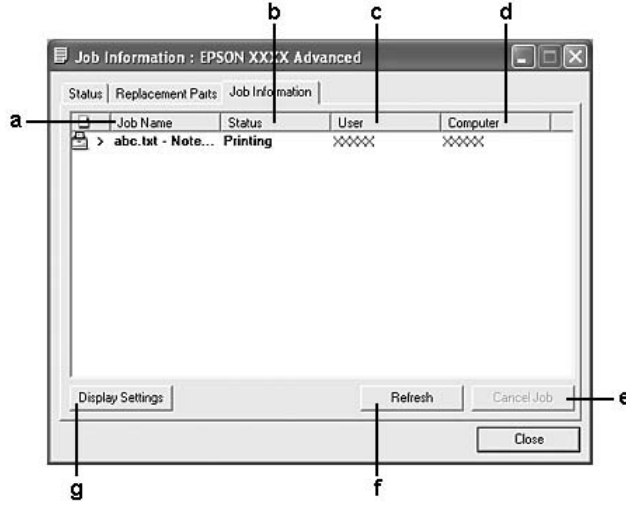 b c d
Job Information : EPSON XXXX Advanced
Status Replacement Parts Job Information
a Job Name Status User Computer
> abc.txt - Note... Printing XXXXX XXXXX
Display Settings Refresh Cancel Job e
Close
g f